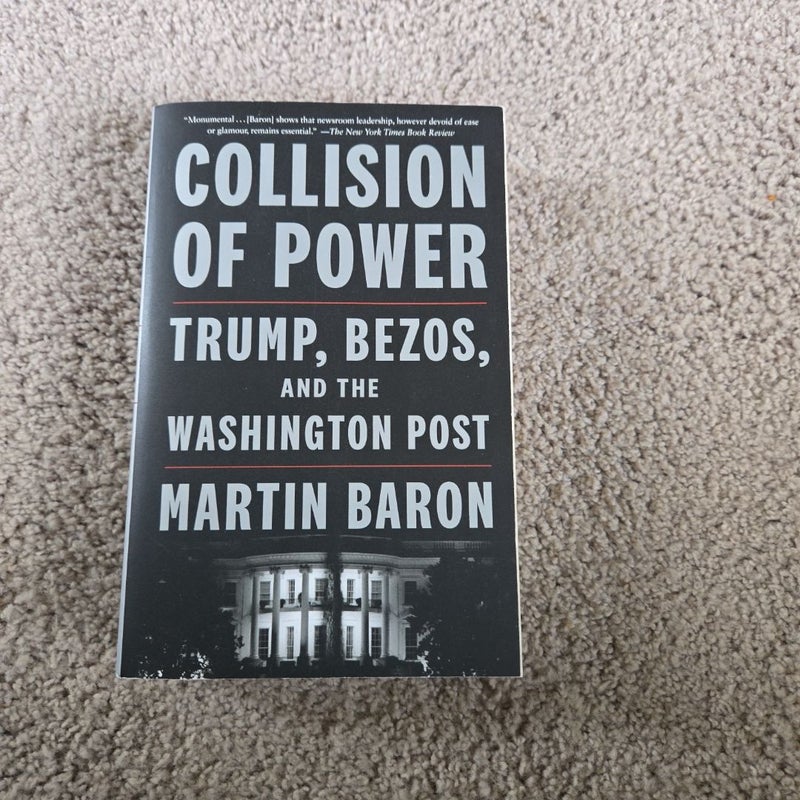 “Monumental . . . [Baron] shows that newsroom leadership, however devoid of ease
or glamour, remains essential.” —The New York Times Book Review
COLLISION
OF POWER
TRUMP, BEZOS,
AND THE
WASHINGTON POST
MARTIN BARON